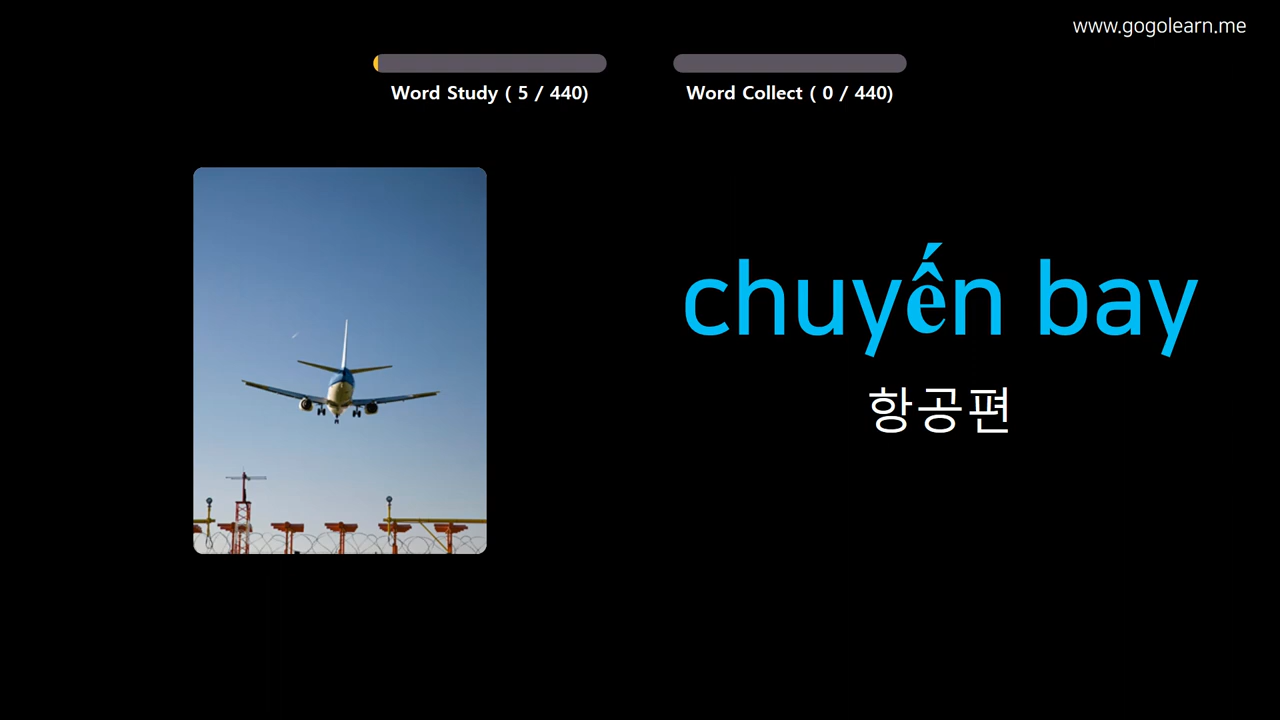 www.gogolearn.me
Word Study ( 5 / 440)
Word Collect ( 0 / 440)
chuyến bay
항공편